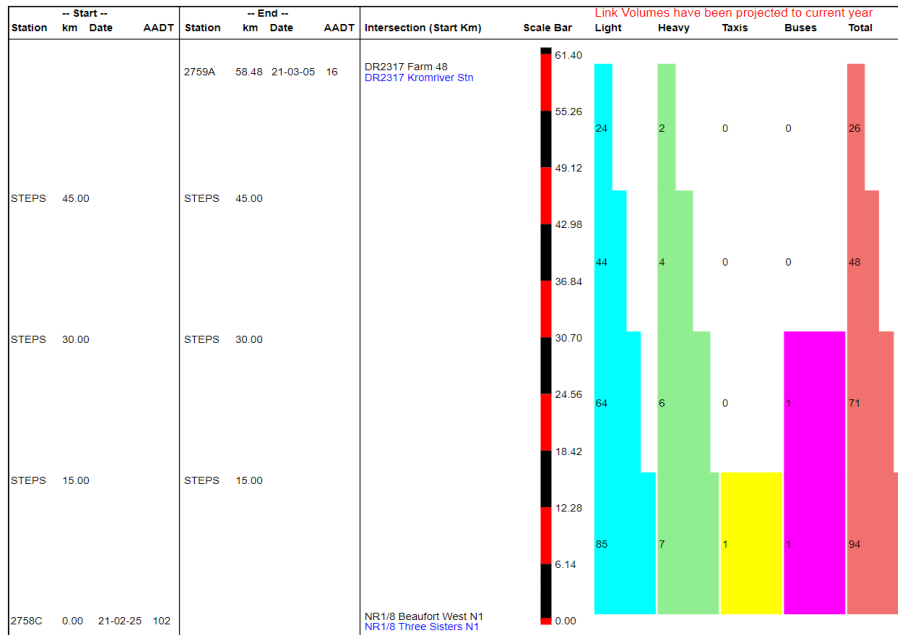 -- Start --
-- End --
Link Volumes have been projected to current year
Station km Date AADT Station km Date AADT Intersection (Start Km) Scale Bar Light Heavy Taxis Buses Total
61.40
2759A 58.48 21-03-05 16 DR2317 Farm 48
DR2317 Kromriver Stn
55.26
24 2 0 0 26
49.12
STEPS 45.00 STEPS 45.00
42.98
44 4 0 0 48
36.84
STEPS 30.00 STEPS 30.00
30.70
24.56
64 6 0 1 71
18.42
STEPS 15.00 STEPS 15.00
12.28
85 7 1 1 94
6.14
2758C 0.00 21-02-25 102 NR1/8 Beaufort West N1 0.00
NR1/8 Three Sisters N1